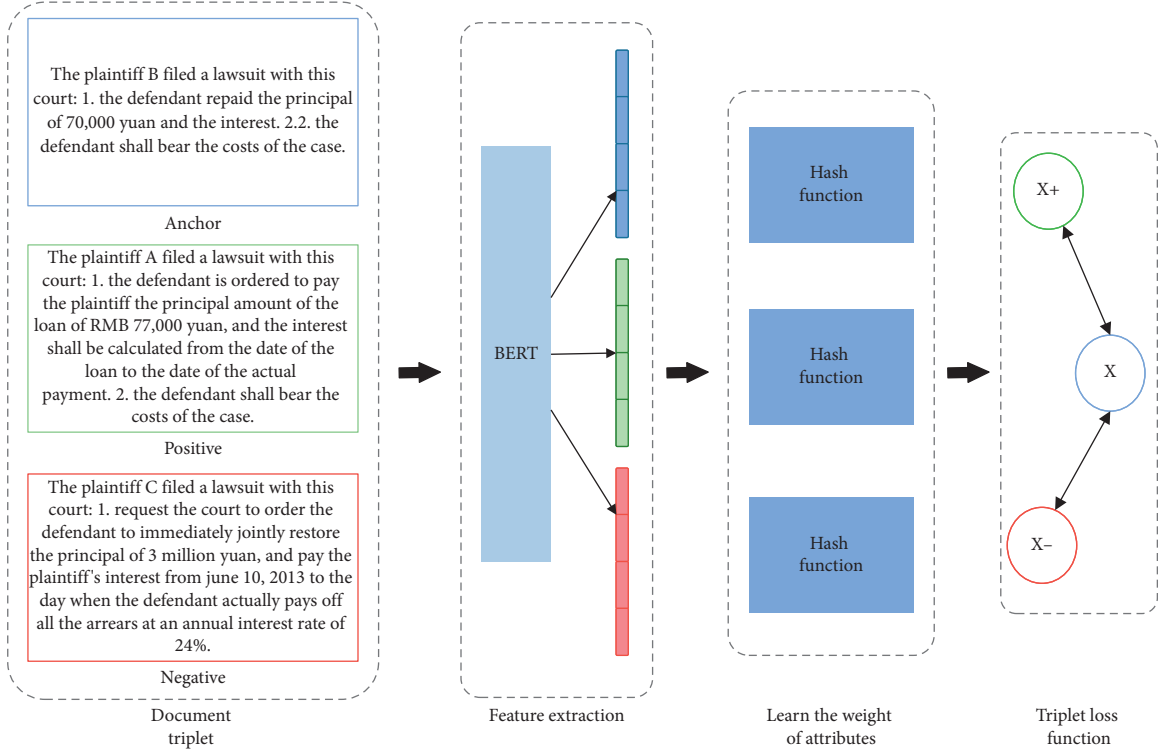 The plaintiff B filed a lawsuit with this
court: 1. the defendant repaid the principal
of 70,000 yuan and the interest. 2.2. the
defendant shall bear the costs of the case.
Anchor
The plaintiff A filed a lawsuit with this
court: 1. the defendant is ordered to pay
the plaintiff the principal amount of the
loan of RMB 77,000 yuan, and the interest
shall be calculated from the date of the
loan to the date of the actual
payment. 2. the defendant shall bear the
costs of the case.
Positive
The plaintiff C filed a lawsuit with this
court: 1. request the court to order the
defendant to immediately jointly restore
the principal of 3 million yuan, and pay the
plaintiff's interest from june 10, 2013 to the
day when the defendant actually pays off
all the arrears at an annual interest rate of
24%.
Negative
Document
triplet
BERT
Feature extraction
Hash
function
Hash
function
Hash
function
Learn the weight
of attributes
X+
X
X–
Triplet loss
function